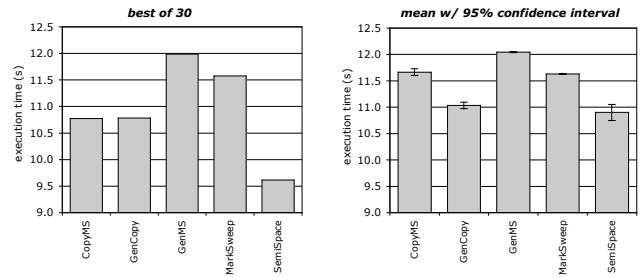 best of 30
12.5
12.0
11.5
11.0
10.5
10.0
9.5
9.0
execution time (s)
CopyMS
GenCopy
GenMS
MarkSweep
SemiSpace
mean w/ 95% confidence interval
12.5
12.0
11.5
11.0
10.5
10.0
9.5
9.0
execution time (s)
CopyMS
GenCopy
GenMS
MarkSweep
SemiSpace